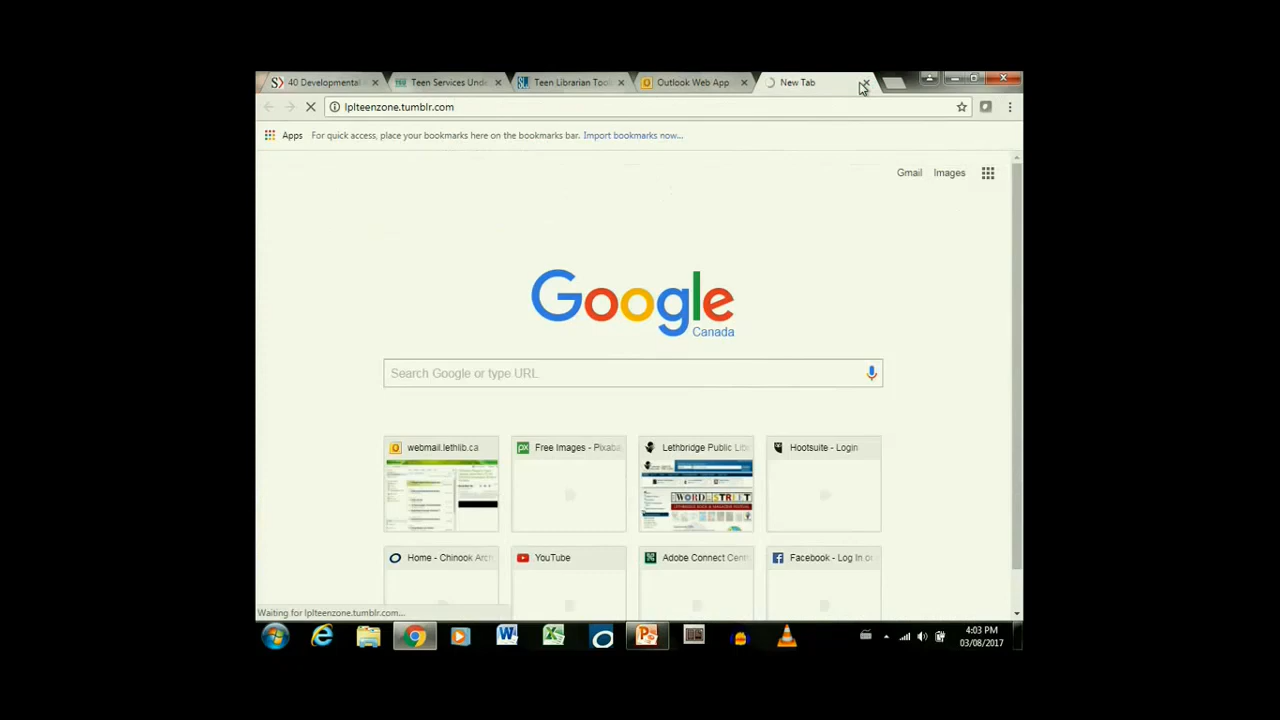 40 Developmental
Teen Services Unde
Teen Librarian Tool
Outlook Web App
New Tab
lplteenzone.tumblr.com
Apps
For quick access, place your bookmarks here on the bookmarks bar. Import bookmarks now...
Gmail
Images
Google
Canada
Search Google or type URL
webmail.lethlib.ca
Free Images - Pixaba
Lethbridge Public Lib
Hootsuite - Login
WORD
STREET
Home - Chinook Arc
YouTube
Adobe Connect Cent
Facebook - Log In or
Waiting for lplteenzone.tumblr.com...
4:03 PM
03/08/2017